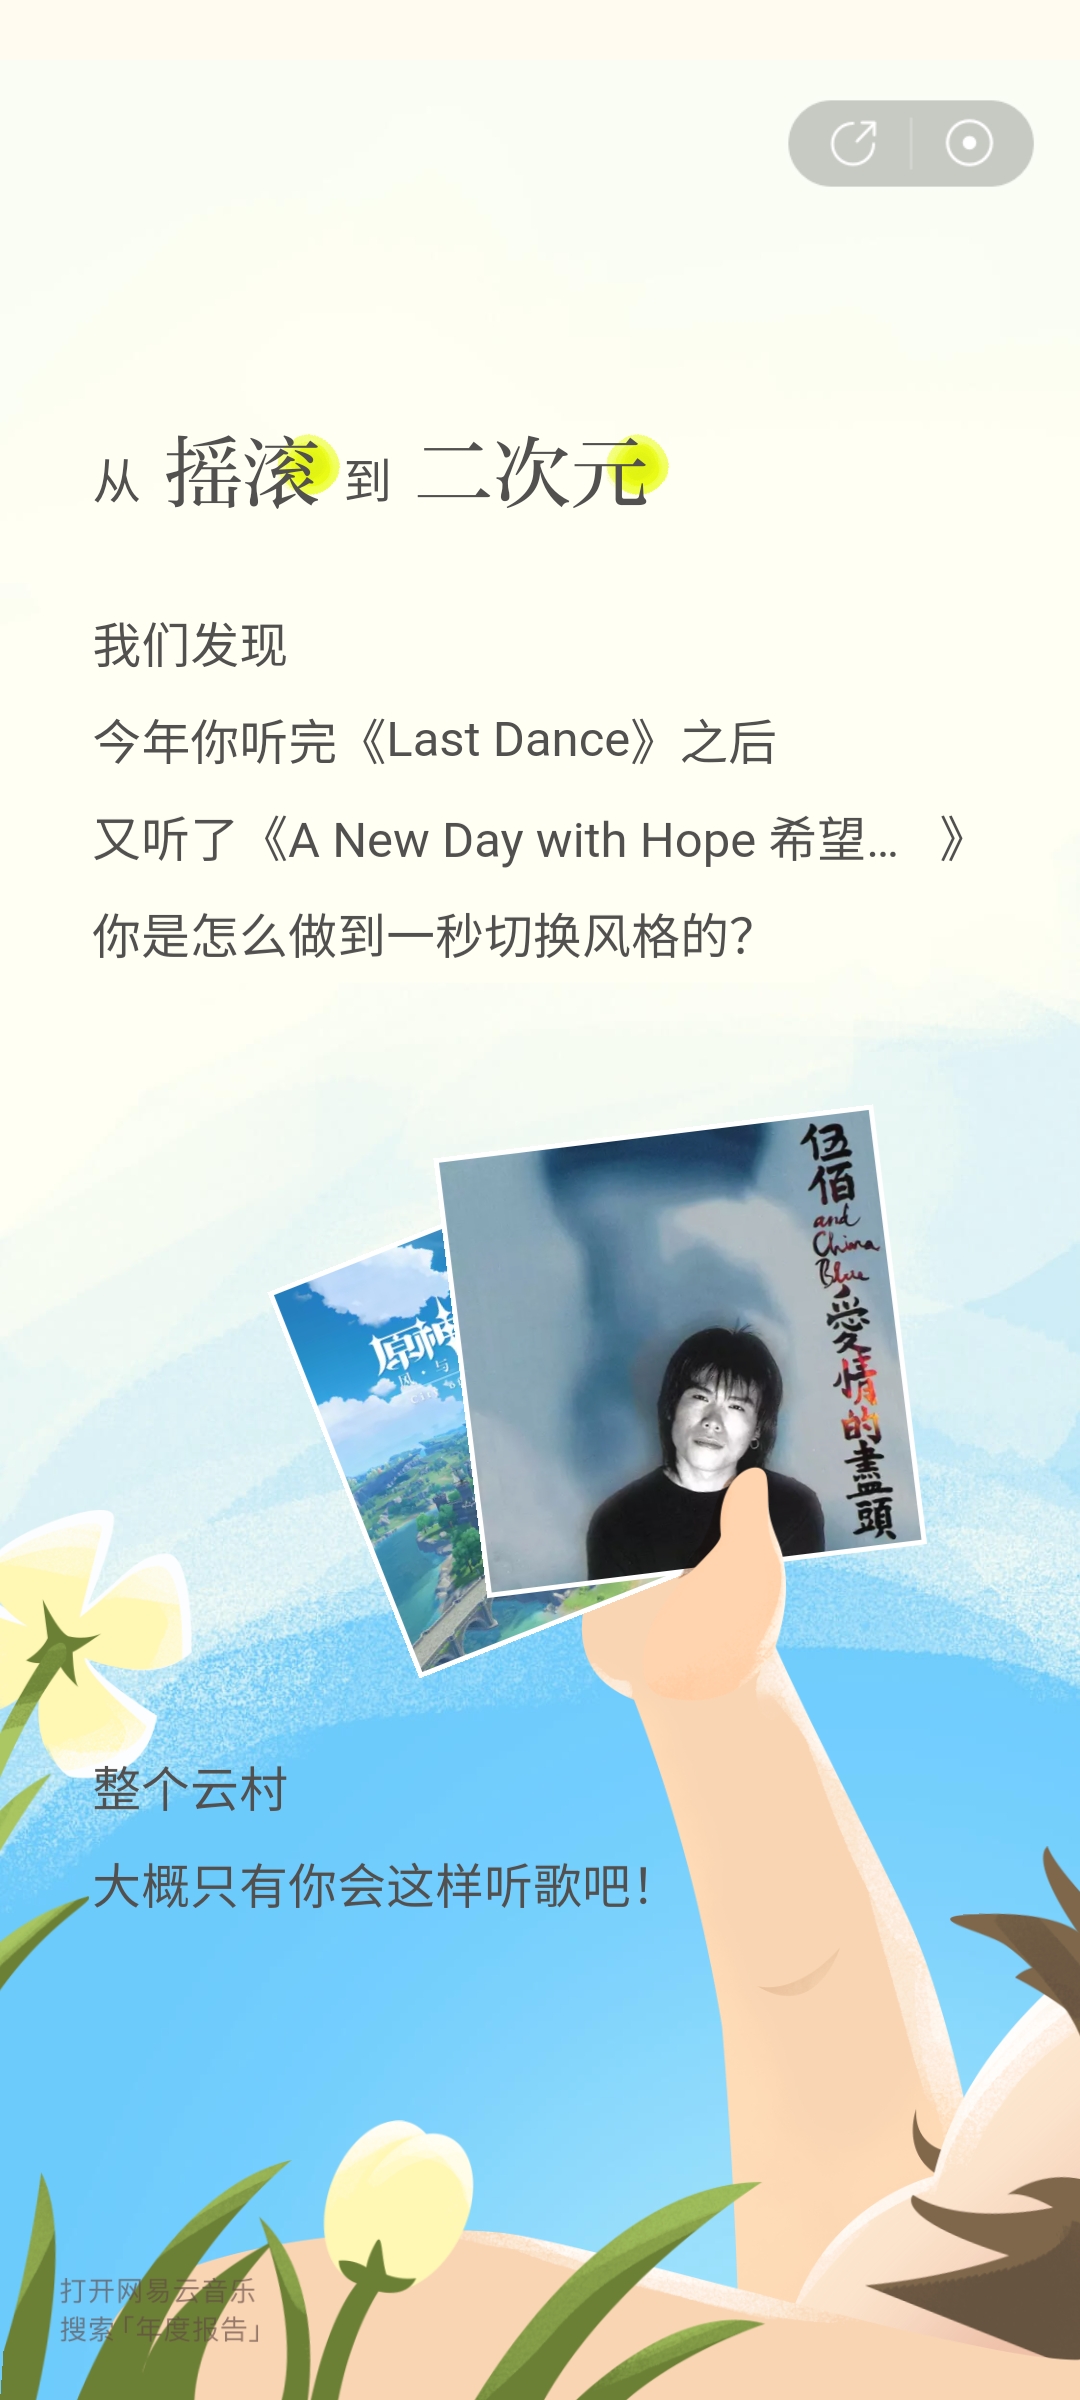 从 摇滚 到 二次元
我们发现
今年你听完《Last Dance》之后
又听了《A New Day with Hope 希望... 》
你是怎么做到一秒切换风格的?
伍佰
and
China
Blue
愛情的盡頭
原神
整个云村
大概只有你会这样听歌吧!
打开网易云音乐
搜索「年度报告」